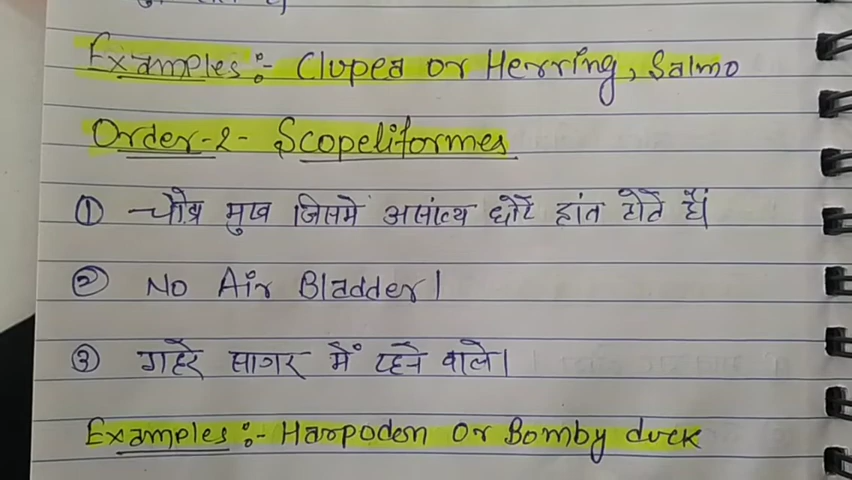 Examples :- Clupea or Herring, Salmo
Order-2- Scopeliformes
① चौड़ा मुख जिसमें असंख्य छोटे दांत होते हैं
② No Air Bladder।
③ गहरे सागर में रहने वाले।
Examples :- Harpodon or Bomby duck